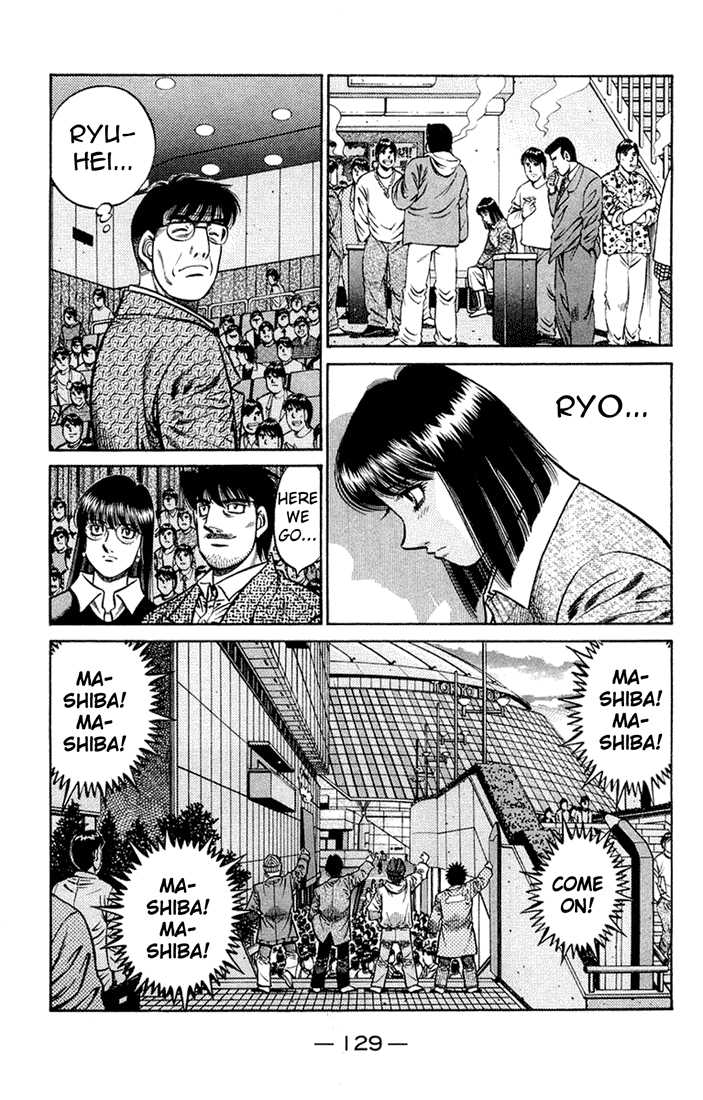 RYO...
RYU-
HEI...
HERE
WE
GO...
MA-
SHIBA!
MA-
SHIBA!
MA-
SHIBA!
MA-
SHIBA!
COME
ON!
MA-
SHIBA!
MA-
SHIBA!
— 129 —